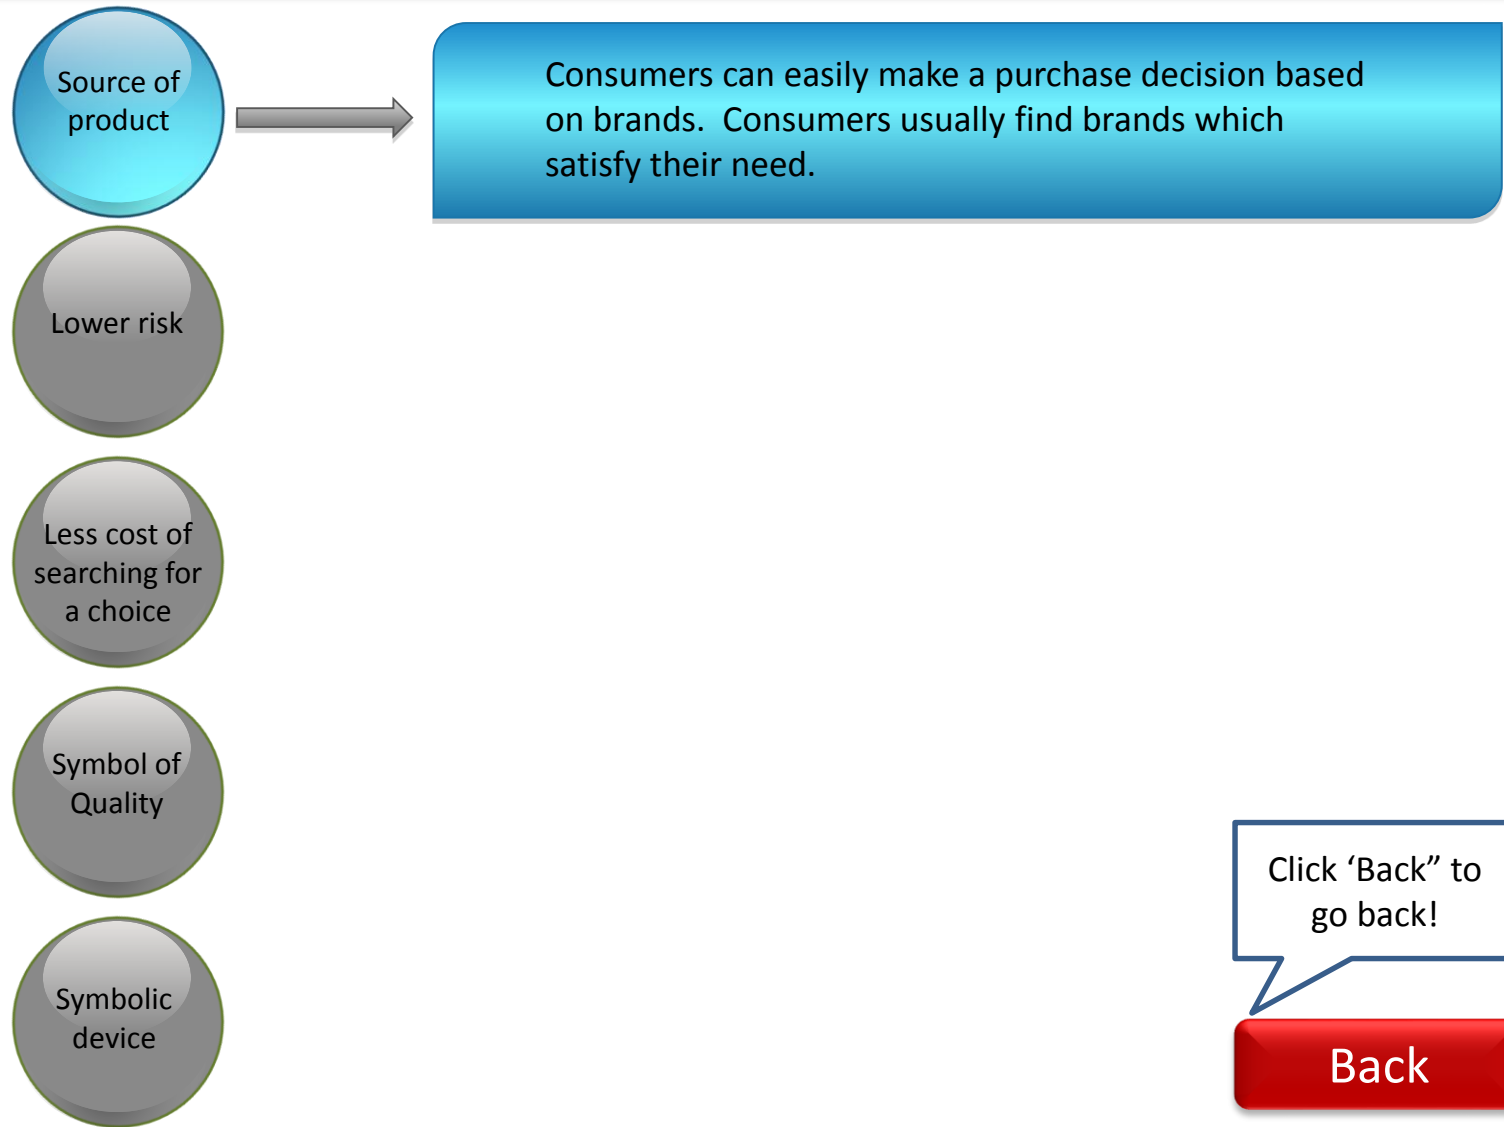 Source of
product
Consumers can easily make a purchase decision based
on brands.  Consumers usually find brands which
satisfy their need.
Lower risk
Less cost of
searching for
a choice
Symbol of
Quality
Symbolic
device
Click ‘Back” to
go back!
Back